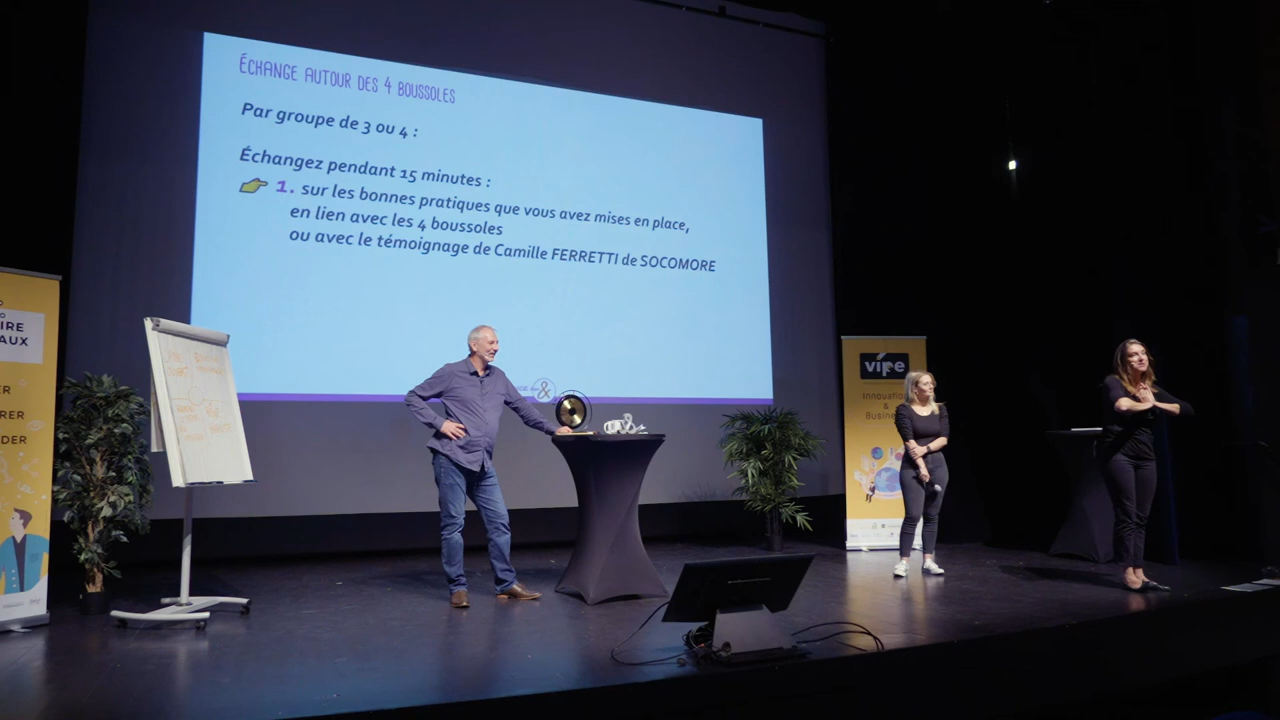 ÉCHANGE AUTOUR DES 4 BOUSSOLES
Par groupe de 3 ou 4 :
Échangez pendant 15 minutes :
1. sur les bonnes pratiques que vous avez mises en place,
en lien avec les 4 boussoles
ou avec le témoignage de Camille FERRETTI de SOCOMORE
&
IRE
AUX
ER
RER
DER
vipe
Innovation
&
Busine